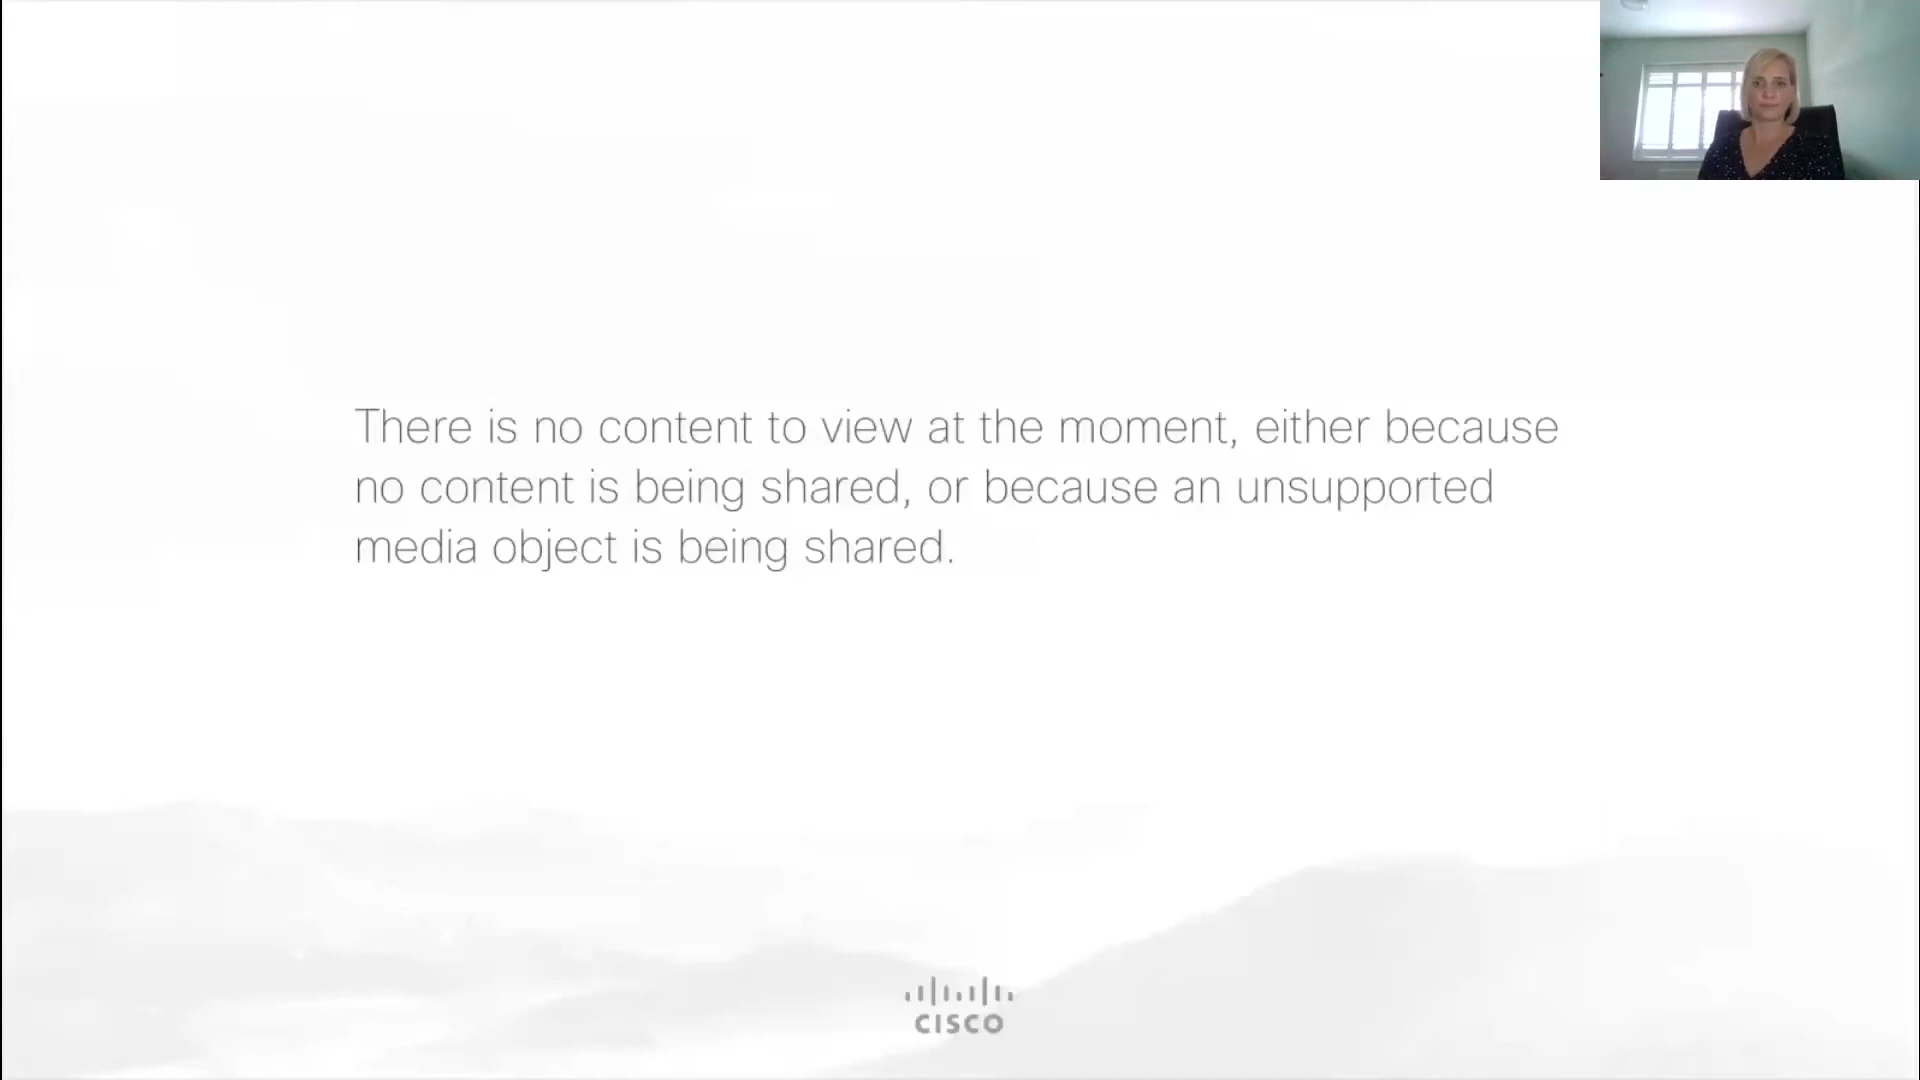 There is no content to view at the moment, either because
no content is being shared, or because an unsupported
media object is being shared.
CISCO